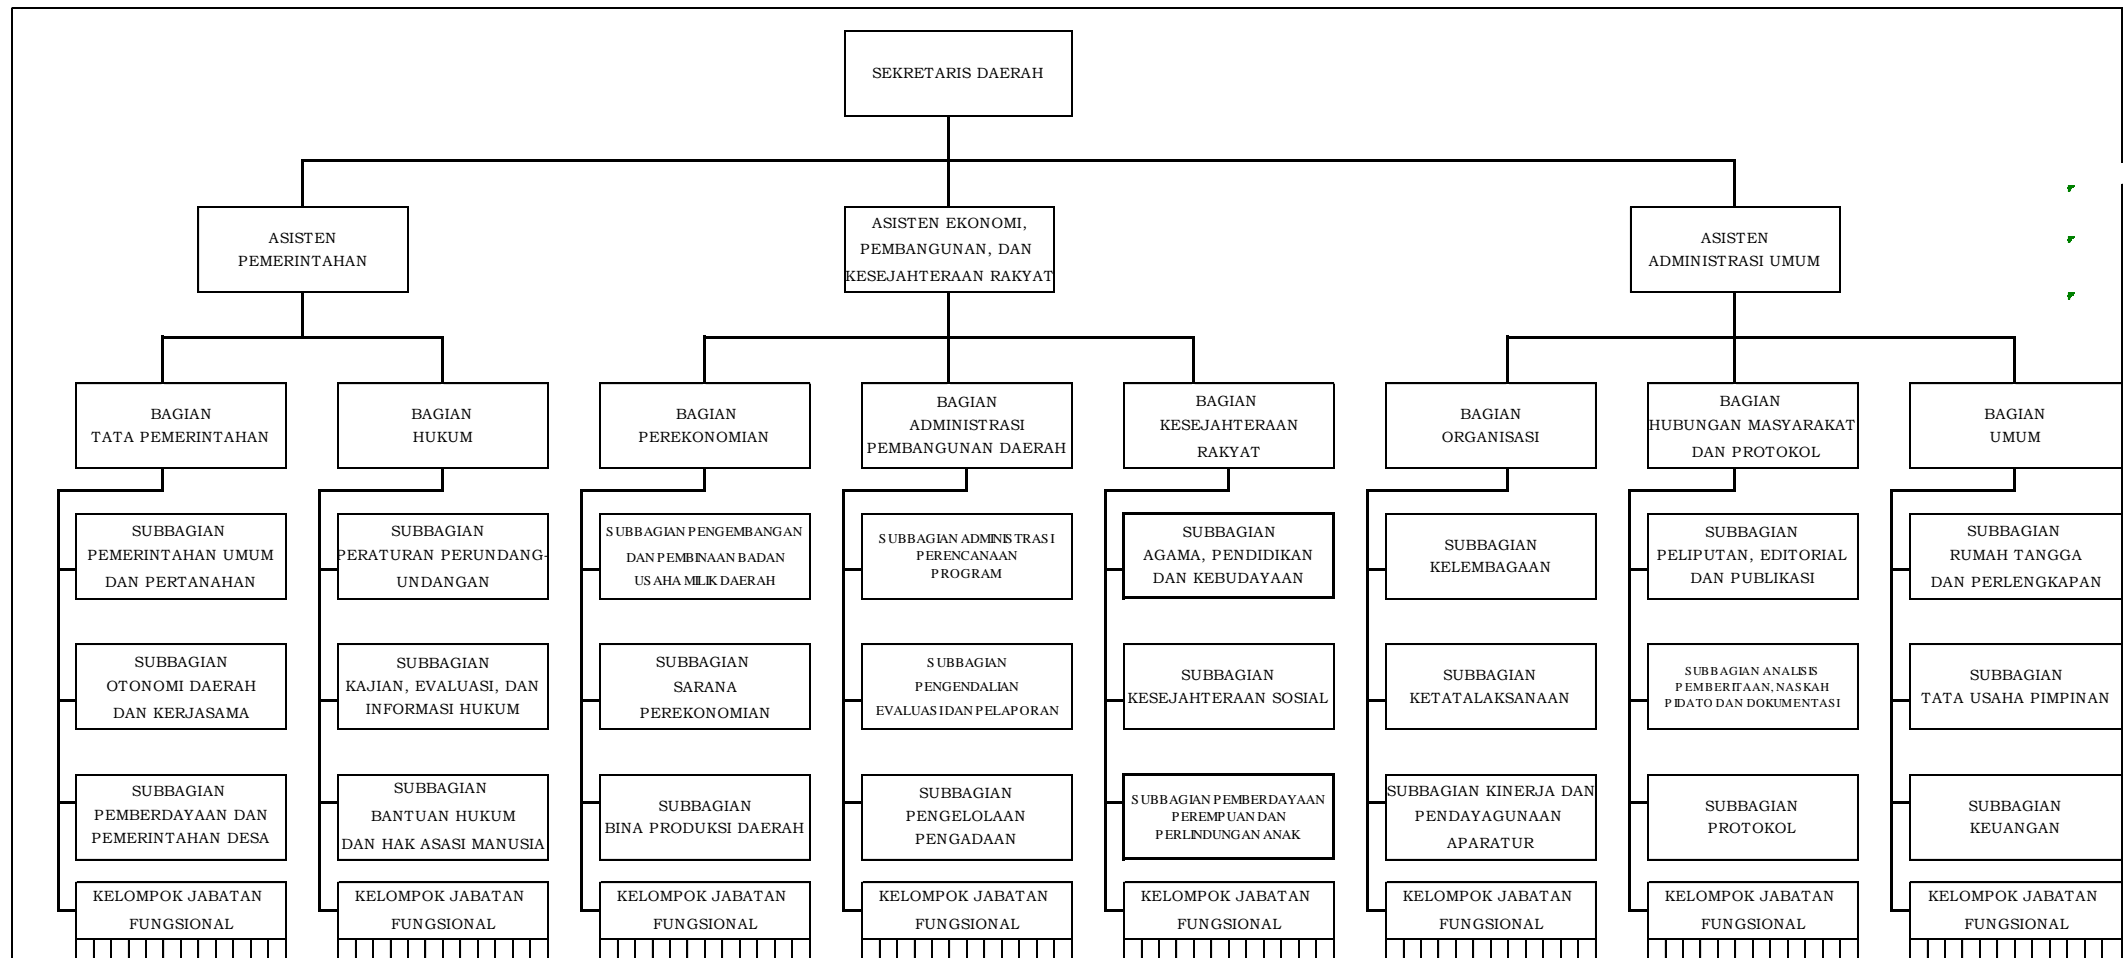 SEKRETARIS DAERAH
ASISTEN
PEMERINTAHAN
ASISTEN EKONOMI,
PEMBANGUNAN, DAN
KESEJAHTERAAN RAKYAT
ASISTEN
ADMINISTRASI UMUM
BAGIAN
TATA PEMERINTAHAN
BAGIAN
HUKUM
BAGIAN
PEREKONOMIAN
BAGIAN
ADMINISTRASI
PEMBANGUNAN DAERAH
BAGIAN
KESEJAHTERAAN
RAKYAT
BAGIAN
ORGANISASI
BAGIAN
HUBUNGAN MASYARAKAT
DAN PROTOKOL
BAGIAN
UMUM
SUBBAGIAN
PEMERINTAHAN UMUM
DAN PERTANAHAN
SUBBAGIAN
PERATURAN PERUNDANG-
UNDANGAN
SUBBAGIAN PENGEMBANGAN
DAN PEMBINAAN BADAN
USAHA MILIK DAERAH
SUBBAGIAN ADMINISTRASI
PERENCANAAN
PROGRAM
SUBBAGIAN
AGAMA, PENDIDIKAN
DAN KEBUDAYAAN
SUBBAGIAN
KELEMBAGAAN
SUBBAGIAN
PELIPUTAN, EDITORIAL
DAN PUBLIKASI
SUBBAGIAN
RUMAH TANGGA
DAN PERLENGKAPAN
SUBBAGIAN
OTONOMI DAERAH
DAN KERJASAMA
SUBBAGIAN
KAJIAN, EVALUASI, DAN
INFORMASI HUKUM
SUBBAGIAN
SARANA
PEREKONOMIAN
SUBBAGIAN
PENGENDALIAN
EVALUASI DAN PELAPORAN
SUBBAGIAN
KESEJAHTERAAN SOSIAL
SUBBAGIAN
KETATALAKSANAAN
SUBBAGIAN ANALISIS
PEMBERITAAN, NASKAH
PIDATO DAN DOKUMENTASI
SUBBAGIAN
TATA USAHA PIMPINAN
SUBBAGIAN
PEMBERDAYAAN DAN
PEMERINTAHAN DESA
SUBBAGIAN
BANTUAN HUKUM
DAN HAK ASASI MANUSIA
SUBBAGIAN
BINA PRODUKSI DAERAH
SUBBAGIAN
PENGELOLAAN
PENGADAAN
SUBBAGIAN PEMBERDAYAAN
PEREMPUAN DAN
PERLINDUNGAN ANAK
SUBBAGIAN KINERJA DAN
PENDAYAGUNAAN
APARATUR
SUBBAGIAN
PROTOKOL
SUBBAGIAN
KEUANGAN
KELOMPOK JABATAN
FUNGSIONAL
KELOMPOK JABATAN
FUNGSIONAL
KELOMPOK JABATAN
FUNGSIONAL
KELOMPOK JABATAN
FUNGSIONAL
KELOMPOK JABATAN
FUNGSIONAL
KELOMPOK JABATAN
FUNGSIONAL
KELOMPOK JABATAN
FUNGSIONAL
KELOMPOK JABATAN
FUNGSIONAL